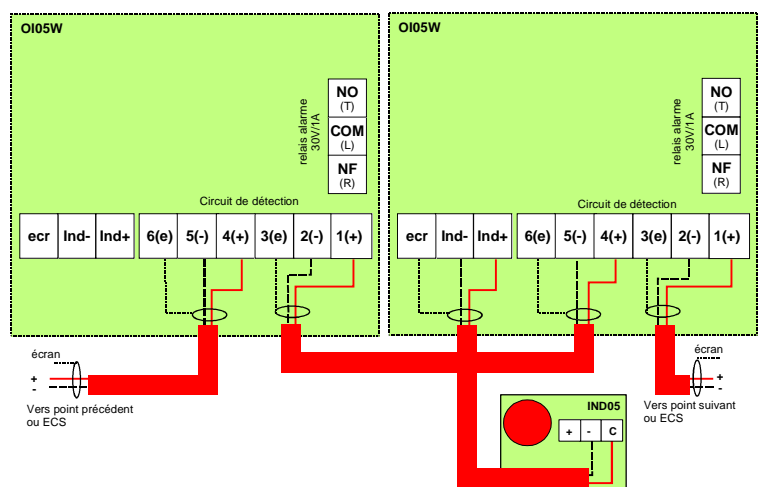 OI05W
NO
(T)
COM
(L)
NF
(R)
relais alarme
30V/1A
Circuit de détection
ecr Ind- Ind+ 6(e) 5(-) 4(+) 3(e) 2(-) 1(+)
écran
+
-
Vers point précédent
ou ECS
OI05W
NO
(T)
COM
(L)
NF
(R)
relais alarme
30V/1A
Circuit de détection
ecr Ind- Ind+ 6(e) 5(-) 4(+) 3(e) 2(-) 1(+)
écran
+
-
Vers point suivant
ou ECS
IND05
+ - C